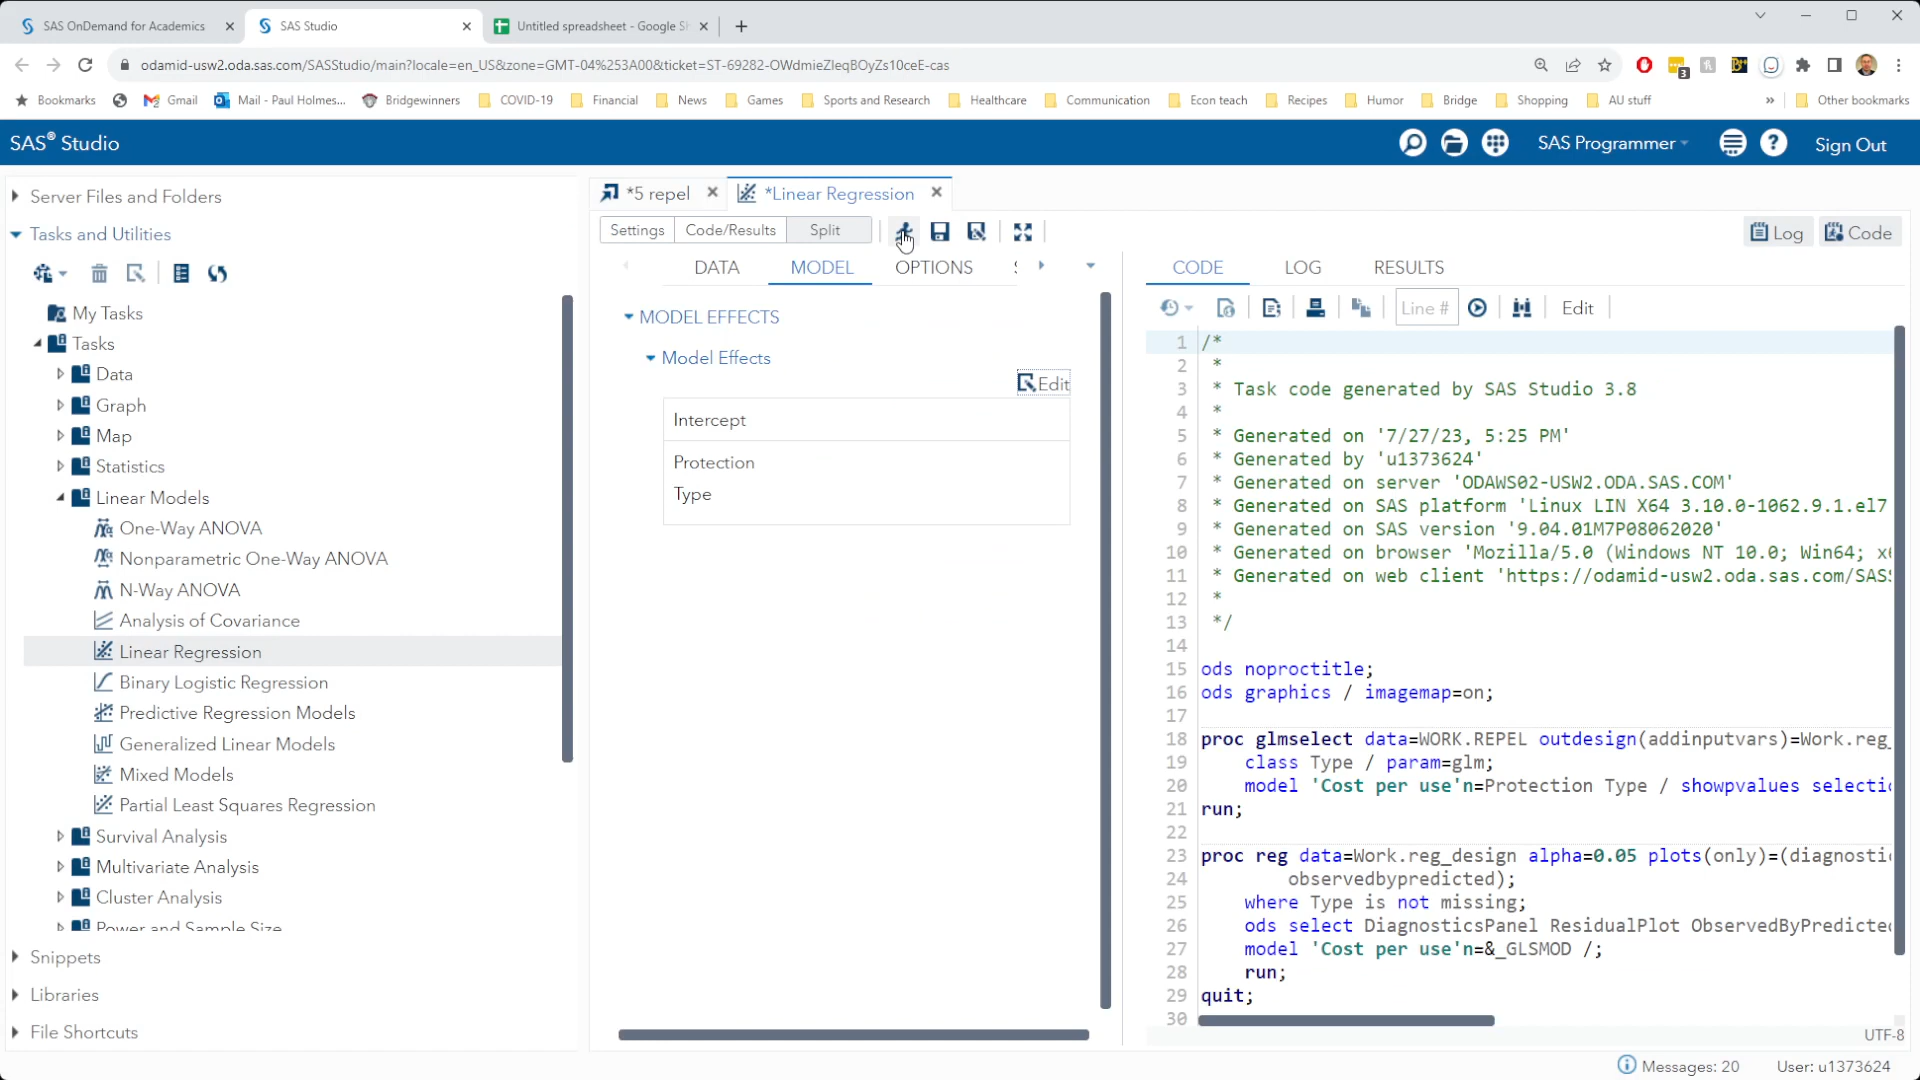 SAS OnDemand for Academics
SAS Studio
Untitled spreadsheet - Google Sh
odamid-usw2.oda.sas.com/SASStudio/main?locale=en_US&zone=GMT-04%253A00&ticket=ST-69282-OWdmieZleqBOyZs10ceE-cas
3
Bookmarks
Gmail
Mail - Paul Holmes...
Bridgewinners
COVID-19
Financial
News
Games
Sports and Research
Healthcare
Communication
Econ teach
Recipes
Humor
Bridge
Shopping
AU stuff
»
Other bookmarks
SAS® Studio
SAS Programmer
Sign Out
Server Files and Folders
Tasks and Utilities
My Tasks
Tasks
Data
Graph
Map
Statistics
Linear Models
One-Way ANOVA
Nonparametric One-Way ANOVA
N-Way ANOVA
Analysis of Covariance
Linear Regression
Binary Logistic Regression
Predictive Regression Models
Generalized Linear Models
Mixed Models
Partial Least Squares Regression
Survival Analysis
Multivariate Analysis
Cluster Analysis
Power and Sample Size
Snippets
Libraries
File Shortcuts
*5 repel
*Linear Regression
Settings
Code/Results
Split
Log
Code
DATA
MODEL
OPTIONS
MODEL EFFECTS
Model Effects
Edit
Intercept
Protection
Type
CODE
LOG
RESULTS
Line #
Edit
1 /*
2 *
3 * Task code generated by SAS Studio 3.8
4 *
5 * Generated on '7/27/23, 5:25 PM'
6 * Generated by 'u1373624'
7 * Generated on server 'ODAWS02-USW2.ODA.SAS.COM'
8 * Generated on SAS platform 'Linux LIN X64 3.10.0-1062.9.1.el7
9 * Generated on SAS version '9.04.01M7P08062020'
10 * Generated on browser 'Mozilla/5.0 (Windows NT 10.0; Win64; x
11 * Generated on web client 'https://odamid-usw2.oda.sas.com/SAS
12 *
13 */
14
15 ods noproctitle;
16 ods graphics / imagemap=on;
17
18 proc glmselect data=WORK.REPEL outdesign(addinputvars)=Work.reg_
19 class Type / param=glm;
20 model 'Cost per use'n=Protection Type / showpvalues selecti
21 run;
22
23 proc reg data=Work.reg_design alpha=0.05 plots(only)=(diagnosti
24 observedbypredicted);
25 where Type is not missing;
26 ods select DiagnosticsPanel ResidualPlot ObservedByPredicte
27 model 'Cost per use'n=&_GLSMOD /;
28 run;
29 quit;
30
UTF-8
Messages: 20
User: u1373624